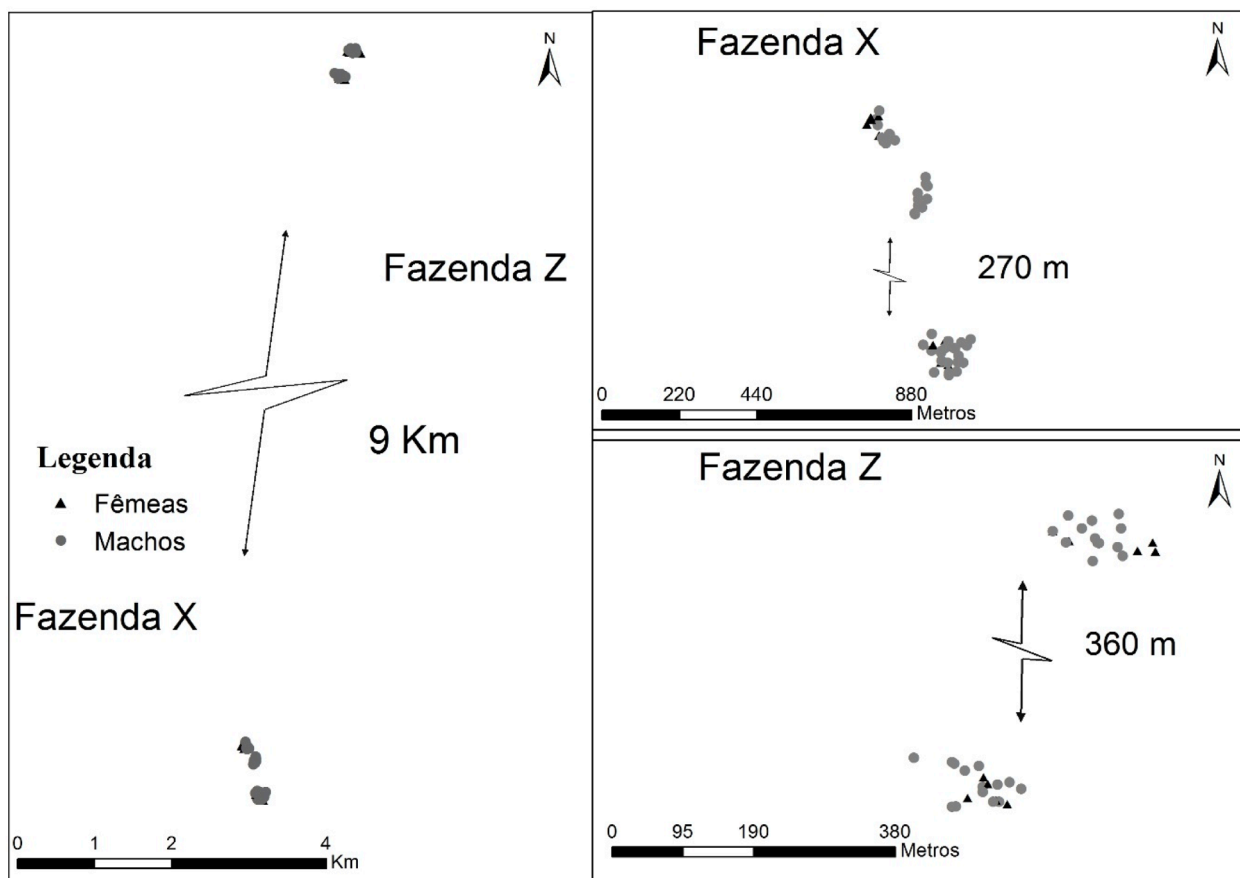 N
Fazenda Z
9 Km
Legenda
Fêmeas
Machos
Fazenda X
0 1 2 4
Km
Fazenda X
N
270 m
0 220 440 880
Metros
Fazenda Z
N
360 m
0 95 190 380
Metros